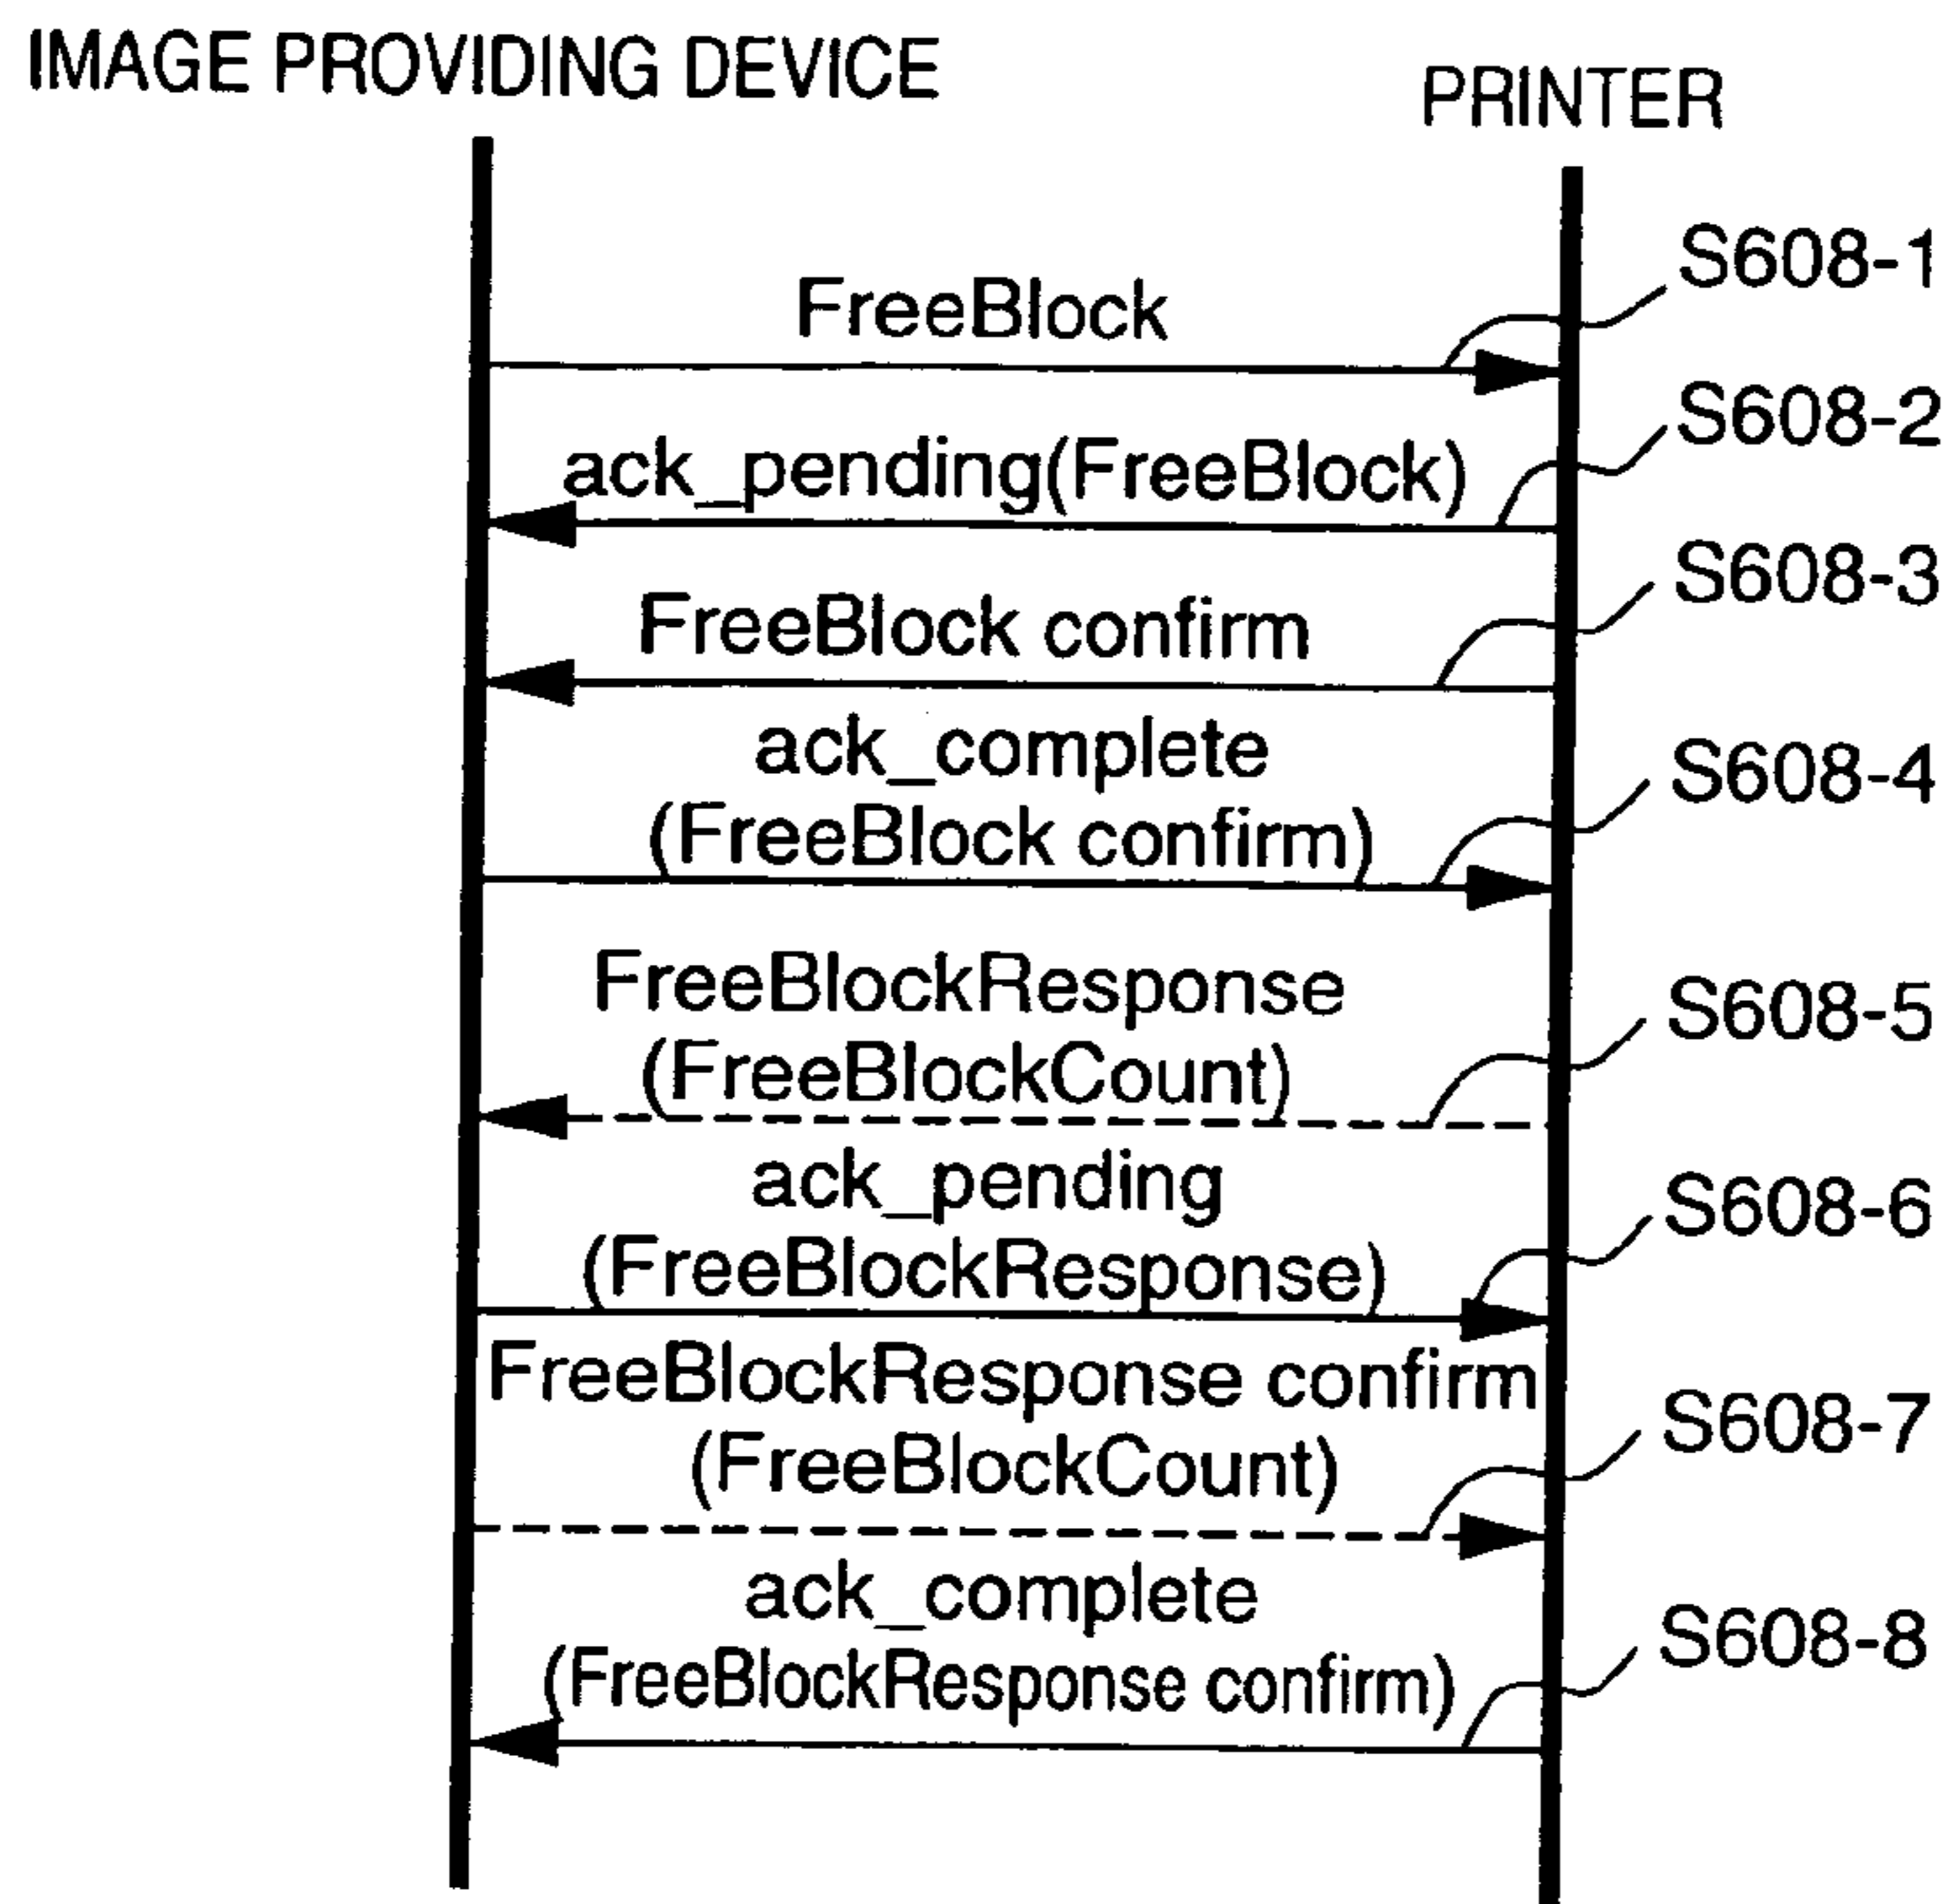 IMAGE PROVIDING DEVICE
PRINTER
S608-1
FreeBlock
S608-2
ack_pending(FreeBlock)
S608-3
FreeBlock confirm
ack_complete
S608-4
(FreeBlock confirm)
FreeBlockResponse
S608-5
(FreeBlockCount)
ack_pending
S608-6
(FreeBlockResponse)
FreeBlockResponse confirm
S608-7
(FreeBlockCount)
ack_complete
S608-8
(FreeBlockResponse confirm)